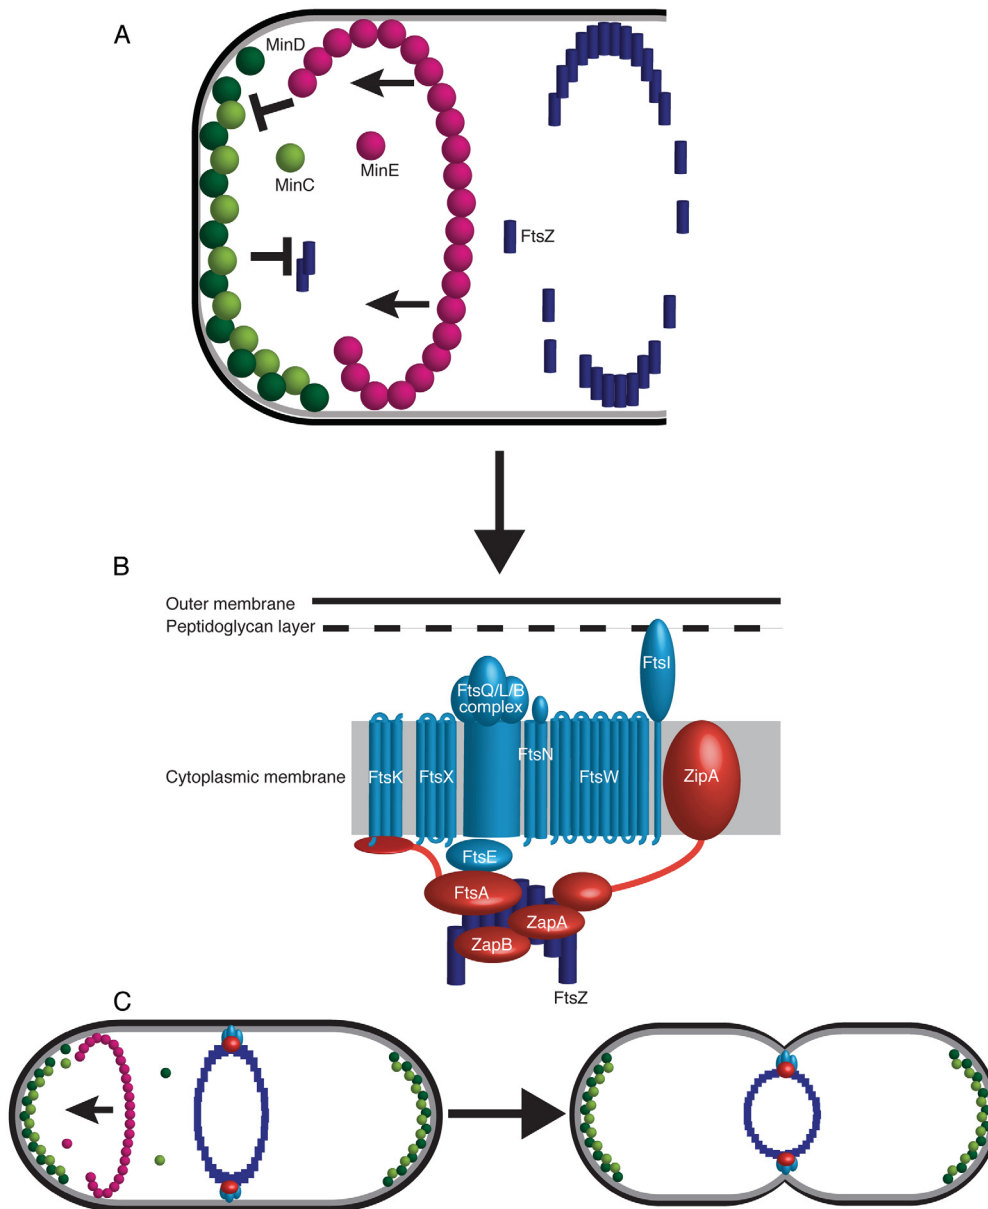 A
MinD
MinC
MinE
FtsZ
B
Outer membrane
Peptidoglycan layer
FtsI
FtsQ/L/B
complex
FtsN
FtsK
FtsX
FtsW
ZipA
Cytoplasmic membrane
FtsE
FtsA
ZapA
ZapB
FtsZ
C